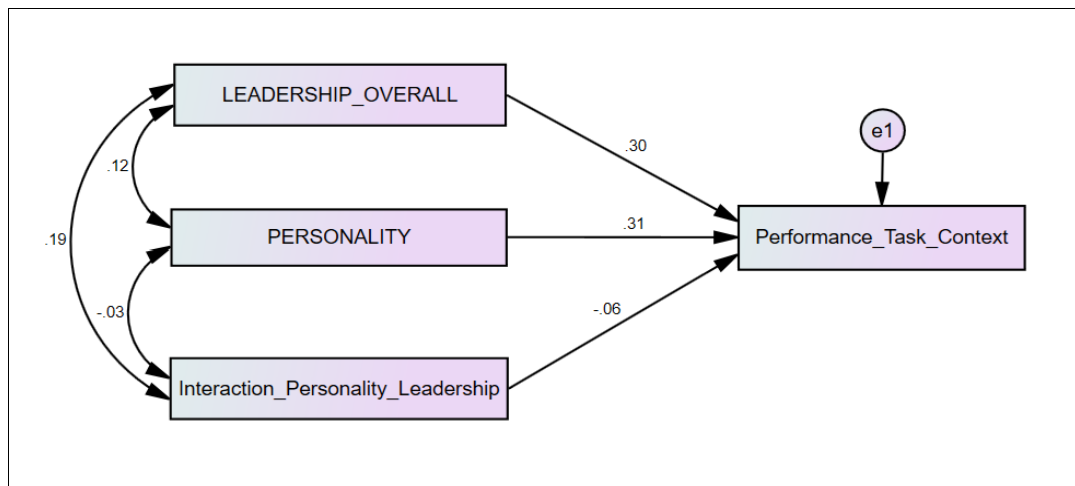 LEADERSHIP_OVERALL
e1
.30
.12
PERSONALITY
.31
Performance_Task_Context
.19
-.03
-.06
Interaction_Personality_Leadership